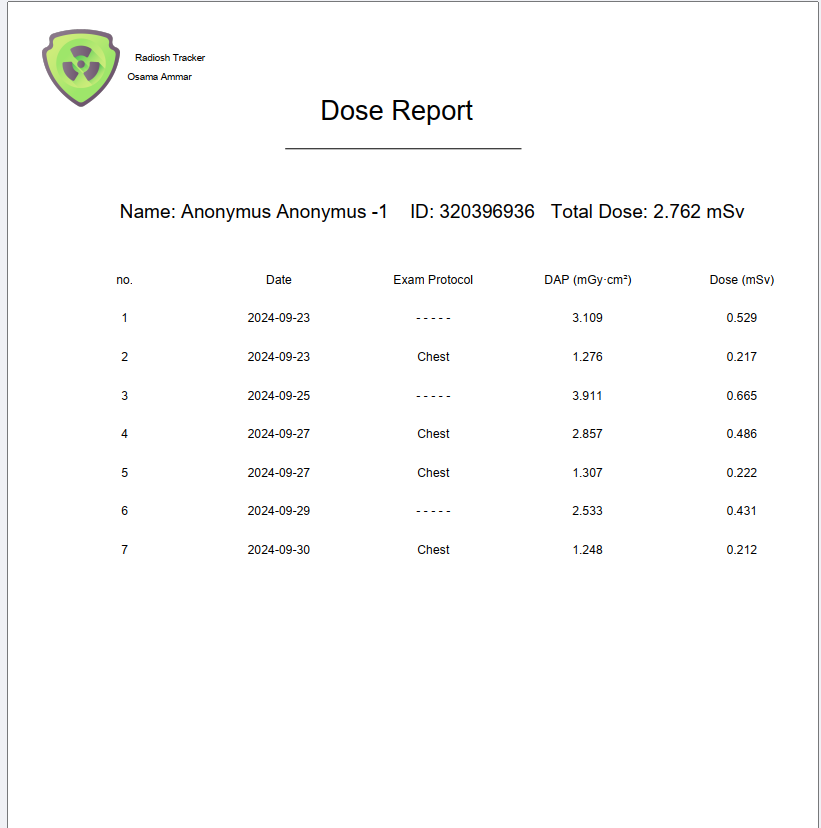 Radiosh Tracker
Osama Ammar
Dose Report
Name: Anonymus Anonymus -1 ID: 320396936 Total Dose: 2.762 mSv
no. Date Exam Protocol DAP (mGy·cm²) Dose (mSv)
1 2024-09-23 - - - - - 3.109 0.529
2 2024-09-23 Chest 1.276 0.217
3 2024-09-25 - - - - - 3.911 0.665
4 2024-09-27 Chest 2.857 0.486
5 2024-09-27 Chest 1.307 0.222
6 2024-09-29 - - - - - 2.533 0.431
7 2024-09-30 Chest 1.248 0.212